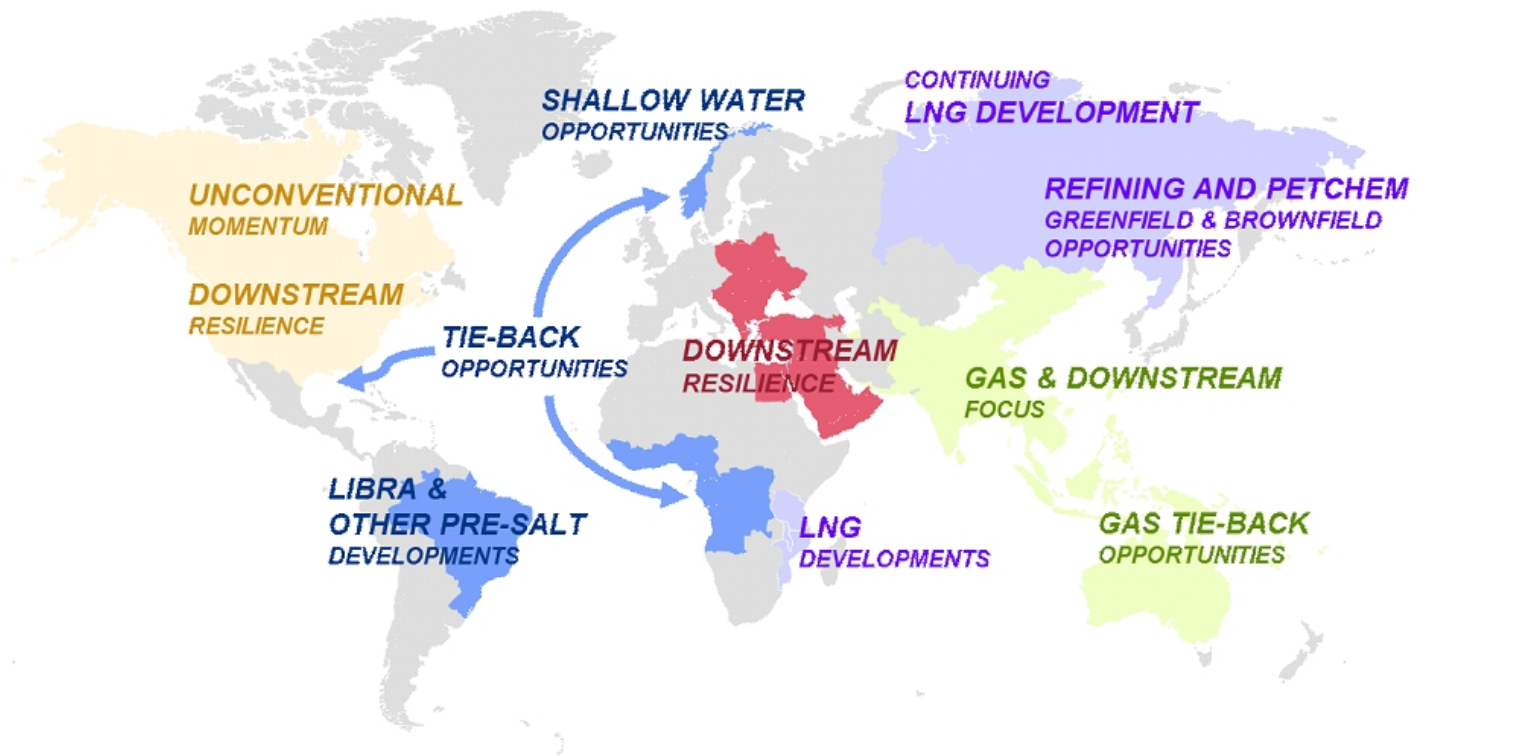 SHALLOW WATER
OPPORTUNITIES
CONTINUING
LNG DEVELOPMENT
UNCONVENTIONAL
MOMENTUM
REFINING AND PETCHEM
GREENFIELD & BROWNFIELD
OPPORTUNITIES
DOWNSTREAM
RESILIENCE
TIE-BACK
OPPORTUNITIES
DOWNSTREAM
RESILIENCE
GAS & DOWNSTREAM
FOCUS
LIBRA &
OTHER PRE-SALT
DEVELOPMENTS
LNG
DEVELOPMENTS
GAS TIE-BACK
OPPORTUNITIES